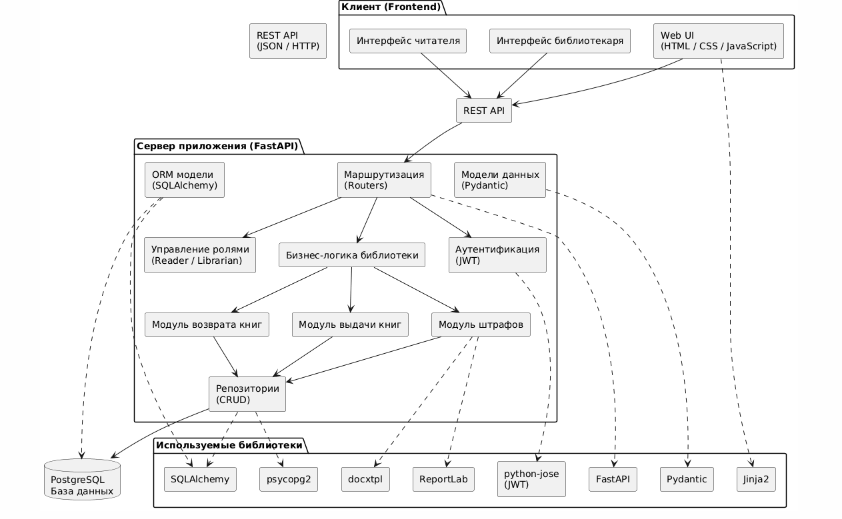 Клиент (Frontend)
REST API
(JSON / HTTP)
Интерфейс читателя
Интерфейс библиотекаря
Web UI
(HTML / CSS / JavaScript)
REST API
Сервер приложения (FastAPI)
ORM модели
(SQLAlchemy)
Маршрутизация
(Routers)
Модели данных
(Pydantic)
Управление ролями
(Reader / Librarian)
Бизнес-логика библиотеки
Аутентификация
(JWT)
Модуль возврата книг
Модуль выдачи книг
Модуль штрафов
Репозитории
(CRUD)
Используемые библиотеки
PostgreSQL
База данных
SQLAlchemy
psycopg2
docxtpl
ReportLab
python-jose
(JWT)
FastAPI
Pydantic
Jinja2